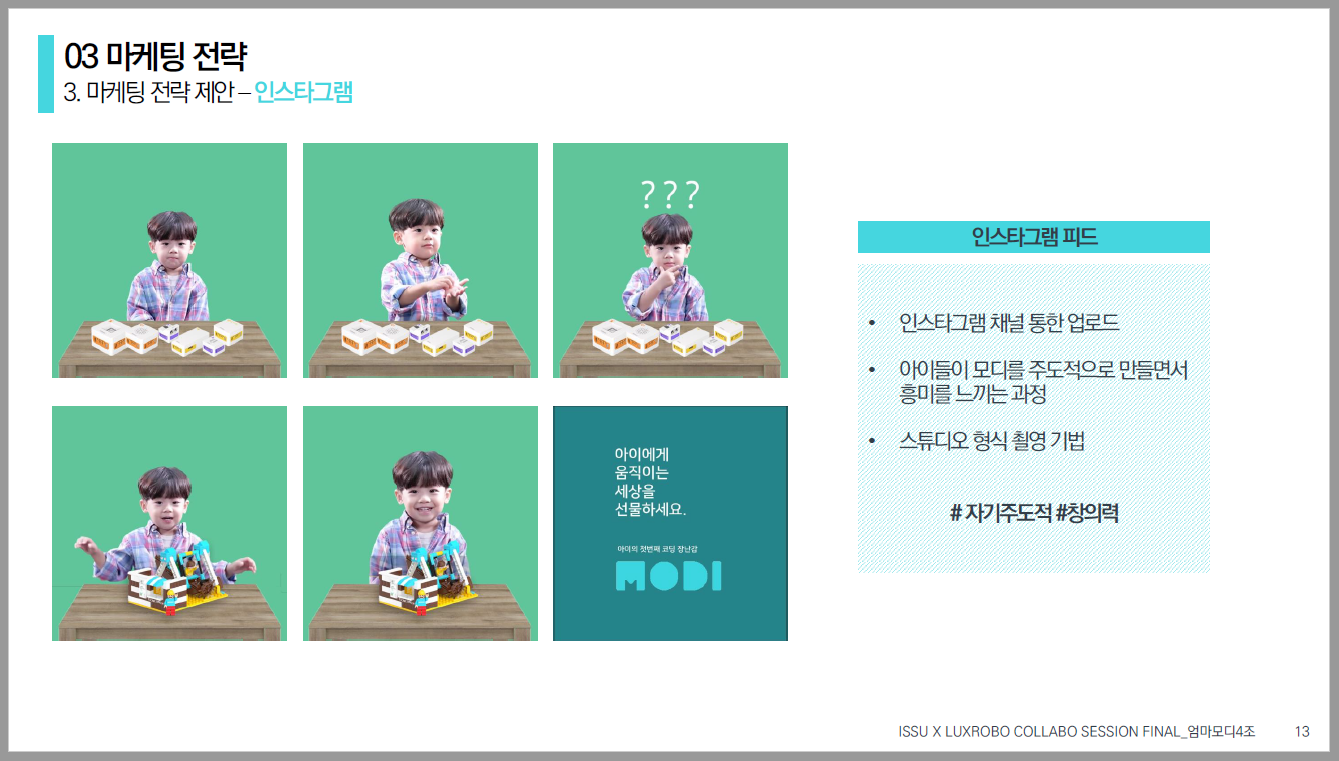 03 마케팅 전략
3. 마케팅 전략 제안 – 인스타그램
? ? ?
아이에게
움직이는
세상을
선물하세요.
아이의 첫번째 코딩 장난감
MODI
인스타그램 피드
• 인스타그램 채널 통한 업로드
• 아이들이 모디를 주도적으로 만들면서
흥미를 느끼는 과정
• 스튜디오 형식 촬영 기법
# 자기주도적 #창의력
ISSU X LUXROBO COLLABO SESSION FINAL_엄마모디4조
13